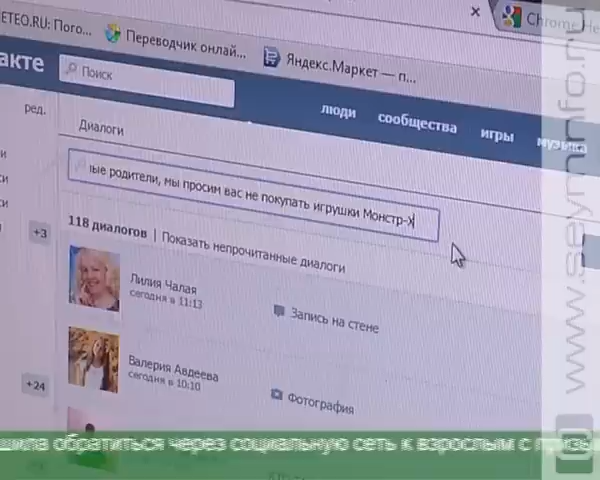 ETEO.RU: Пого...
Переводчик онлай...
Яндекс.Маркет — п...
Chrome
акте
Поиск
люди
сообщества
игры
музыка
ред.
Диалоги
ные родители, мы просим вас не покупать игрушки Монстр-Х
118 диалогов | Показать непрочитанные диалоги
+3
Лилия Чалая
сегодня в 11:13
Запись на стене
Валерия Авдеева
сегодня в 10:10
Фотография
+24
шила обратиться через социальную сеть к взрослым с призы
www.seyminfo.ru